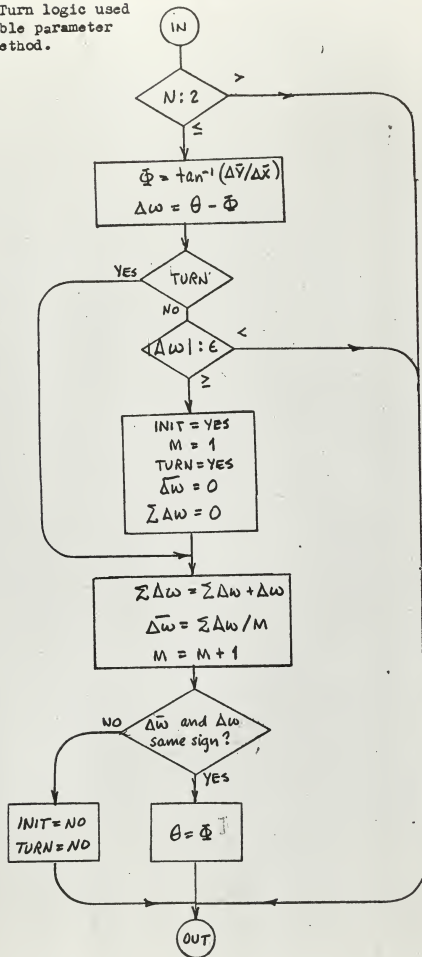 Turn logic used
ble parameter
ethod.
IN
N:2
>
≤
Φ = tan⁻¹(ΔȲ/ΔX̄)
Δω = θ - Φ
YES
TURN
NO
|Δω| : ε
<
≥
INIT = YES
M = 1
TURN = YES
Δω̄ = 0
ΣΔω = 0
ΣΔω = ΣΔω + Δω
Δω̄ = ΣΔω/M
M = M + 1
NO
Δω̄ and Δω
same sign?
YES
INIT = NO
TURN = NO
θ = Φ
OUT